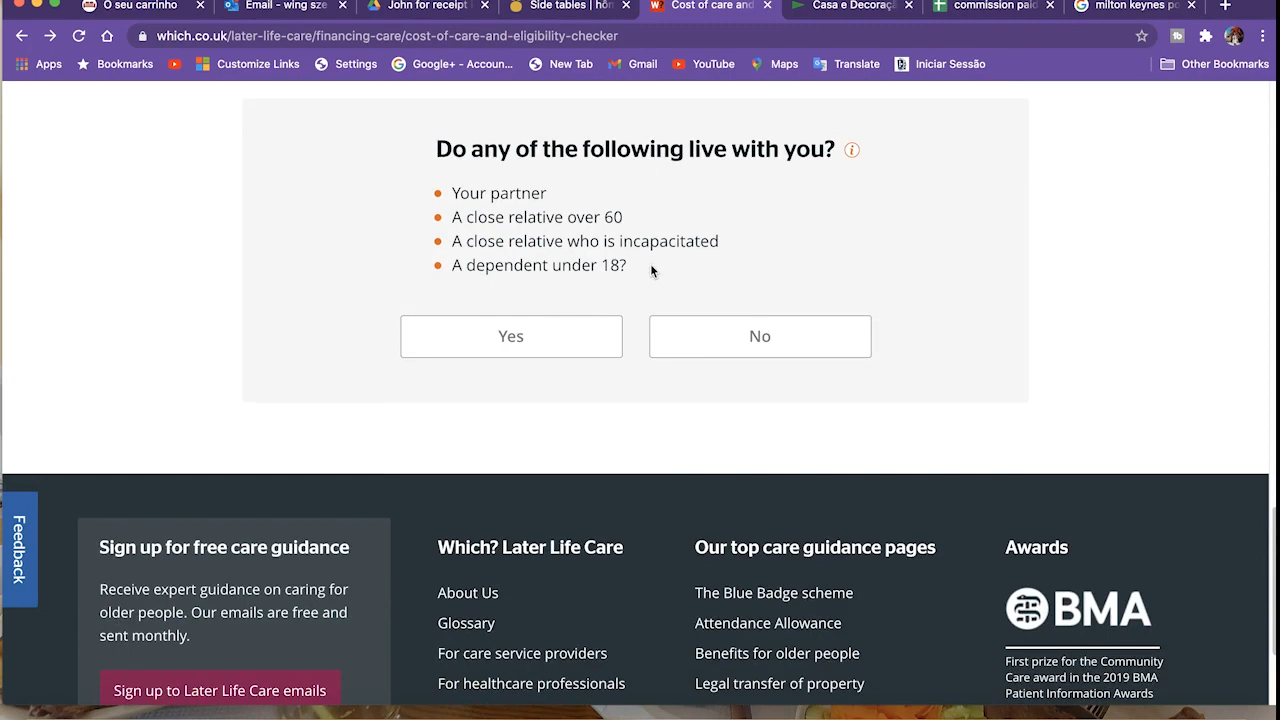 O seu carrinho
Email - wing sze
John for receipt
Side tables | hôm
Cost of care and
Casa e Decoraçã
commission paid
milton keynes po
which.co.uk/later-life-care/financing-care/cost-of-care-and-eligibility-checker
Apps
Bookmarks
Customize Links
Settings
Google+ - Accoun...
New Tab
Gmail
YouTube
Maps
Translate
Iniciar Sessão
Other Bookmarks
Do any of the following live with you?
Your partner
A close relative over 60
A close relative who is incapacitated
A dependent under 18?
Yes
No
Feedback
Sign up for free care guidance
Receive expert guidance on caring for
older people. Our emails are free and
sent monthly.
Sign up to Later Life Care emails
Which? Later Life Care
About Us
Glossary
For care service providers
For healthcare professionals
Our top care guidance pages
The Blue Badge scheme
Attendance Allowance
Benefits for older people
Legal transfer of property
Awards
BMA
First prize for the Community
Care award in the 2019 BMA
Patient Information Awards